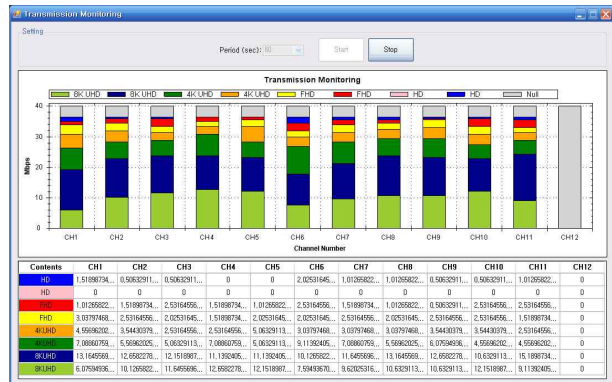 Transmission Monitoring
Setting
Period (sec): 60 Start Stop
Transmission Monitoring
8K UHD 8K UHD 4K UHD 4K UHD FHD FHD HD HD Null
40
30
20
10
0
Mbps
CH1 CH2 CH3 CH4 CH5 CH6 CH7 CH8 CH9 CH10 CH11 CH12
Channel Number
Contents CH1 CH2 CH3 CH4 CH5 CH6 CH7 CH8 CH9 CH10 CH11 CH12
HD 1,51898734... 0,50632911... 0,50632911... 0 0 2,02531645... 1,01265822... 1,01265822... 0,50632911... 0,50632911... 1,01265822... 0
HD 0 0 0 0 0 0 0 0 0 0 0 0
FHD 1,01265822... 1,51898734... 2,53164556... 1,51898734... 1,01265822... 2,53164556... 1,51898734... 1,01265822... 0,50632911... 2,53164556... 2,53164556... 0
FHD 3,03797468... 2,53164556... 2,02531645... 1,51898734... 2,02531645... 2,02531645... 2,53164556... 2,02531645... 2,53164556... 2,53164556... 1,51898734... 0
4KUHD 4,55696202... 3,54430379... 2,53164556... 2,53164556... 5,06329113... 3,03797468... 3,03797468... 3,03797468... 3,54430379... 3,54430379... 2,53164556... 0
4KUHD 7,08860759... 5,56962025... 5,06329113... 7,08860759... 5,06329113... 9,11392405... 7,08860759... 5,56962025... 6,07594936... 4,55696202... 4,55696202... 0
8KUHD 13,1645569... 12,6582278... 12,1518987... 11,1392405... 11,1392405... 10,1265822... 11,6455696... 13,1645569... 12,6582278... 10,6329113... 15,1898734... 0
8KUHD 6,07594936... 10,1265822... 11,6455696... 12,6582278... 12,1518987... 7,59493670... 9,62025316... 10,6329113... 10,6329113... 12,1518987... 9,11392405... 0